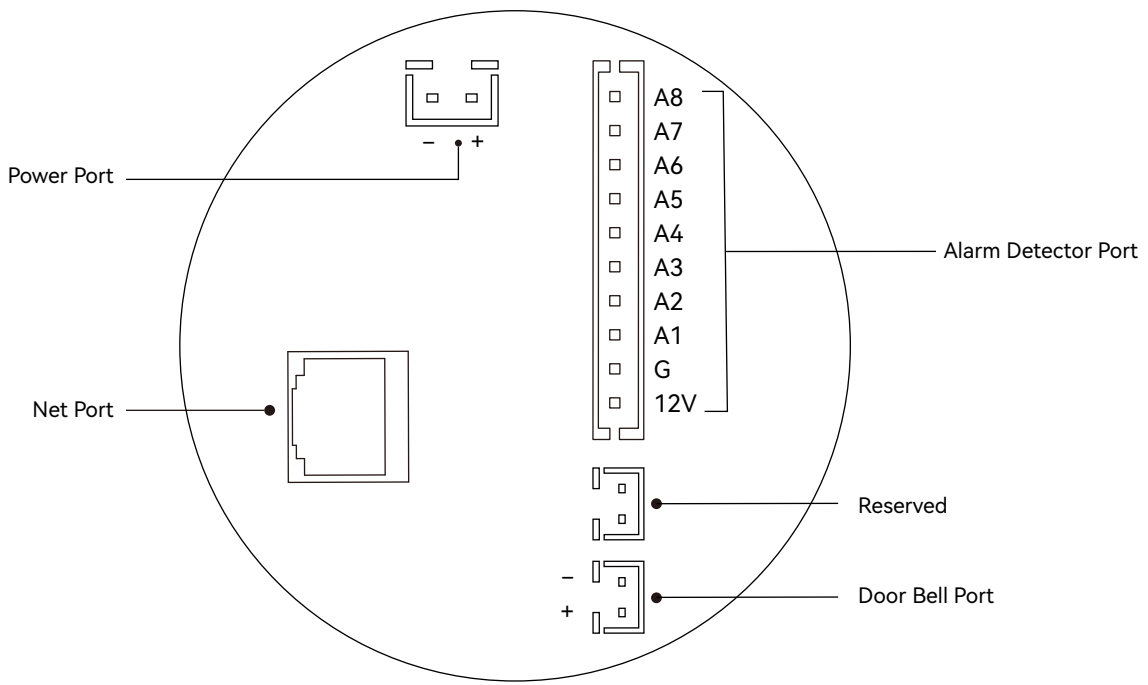 A8
A7
− +
Power Port
A6
A5
A4
Alarm Detector Port
A3
A2
A1
G
12V
Net Port
Reserved
−
Door Bell Port
+